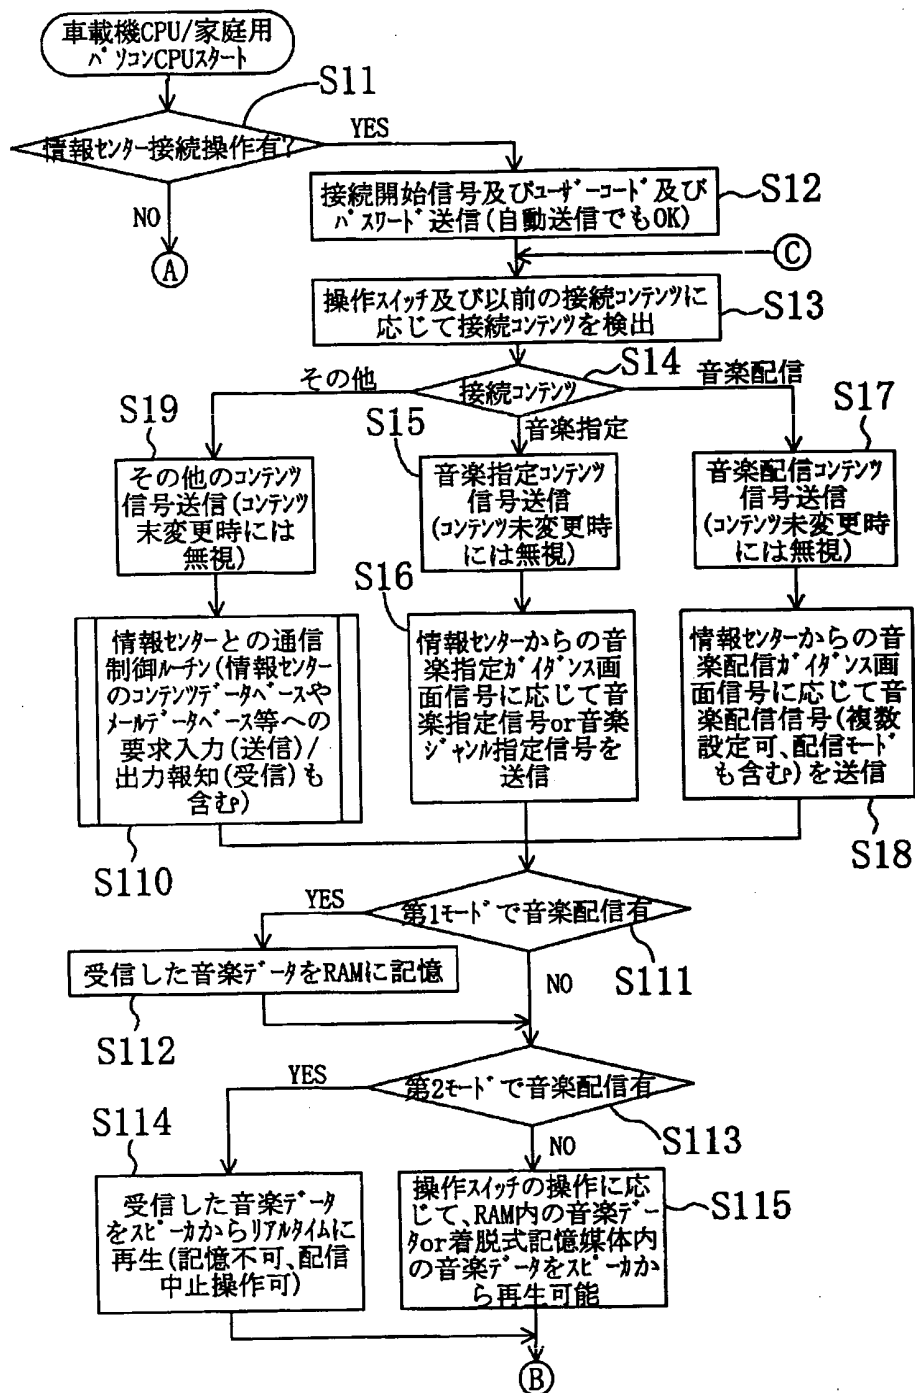 車載機CPU/家庭用
パソコンCPUスタート
S11
情報センター接続操作有?
YES
NO
A
接続開始信号及びユーザーコード及び
パスワード送信(自動送信でもOK)
S12
C
操作スイッチ及び以前の接続コンテンツに
応じて接続コンテンツを検出
S13
S14
接続コンテンツ
その他
音楽指定
音楽配信
S19
その他のコンテンツ
信号送信(コンテンツ
末変更時には
無視)
S15
音楽指定コンテンツ
信号送信
(コンテンツ未変更時
には無視)
S17
音楽配信コンテンツ
信号送信
(コンテンツ未変更時
には無視)
情報センターとの通信
制御ルーチン(情報センター
のコンテンツデータベースや
メールデータベース等への
要求入力(送信)/
出力報知(受信)も
含む)
S110
S16
情報センターからの音
楽指定ガイダンス画
面信号に応じて音
楽指定信号or音楽
ジャンル指定信号を
送信
情報センターからの音
楽配信ガイダンス画
面信号に応じて音
楽配信信号(複数
設定可、配信モード
も含む)を送信
S18
第1モードで音楽配信有
YES
NO
S111
受信した音楽データをRAMに記憶
S112
第2モードで音楽配信有
YES
NO
S113
S114
受信した音楽データ
をスピーカからリアルタイムに
再生(記憶不可、配信
中止操作可)
操作スイッチの操作に応
じて、RAM内の音楽デー
タor着脱式記憶媒体内
の音楽データをスピーカか
ら再生可能
S115
B